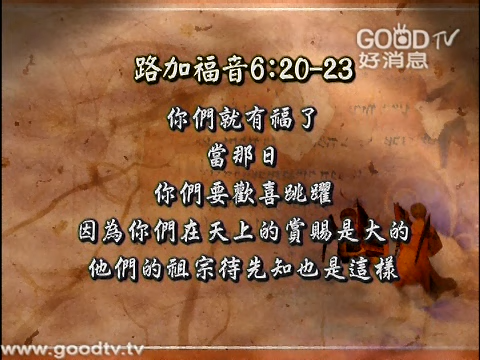 GOOD TV
好消息
路加福音6:20-23
你們就有福了
當那日
你們要歡喜跳躍
因為你們在天上的賞賜是大的
他們的祖宗待先知也是這樣
www.goodtv.tv